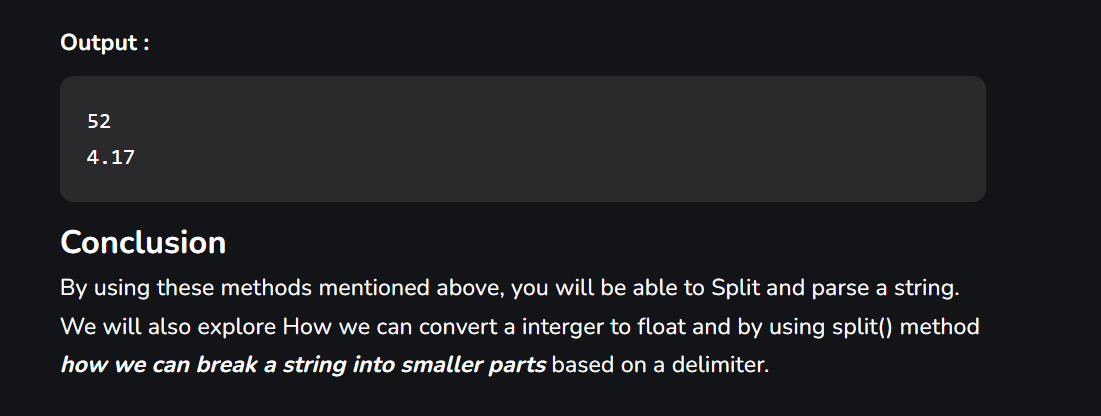 Output :
52
4.17
Conclusion
By using these methods mentioned above, you will be able to Split and parse a string.
We will also explore How we can convert a interger to float and by using split() method
how we can break a string into smaller parts based on a delimiter.